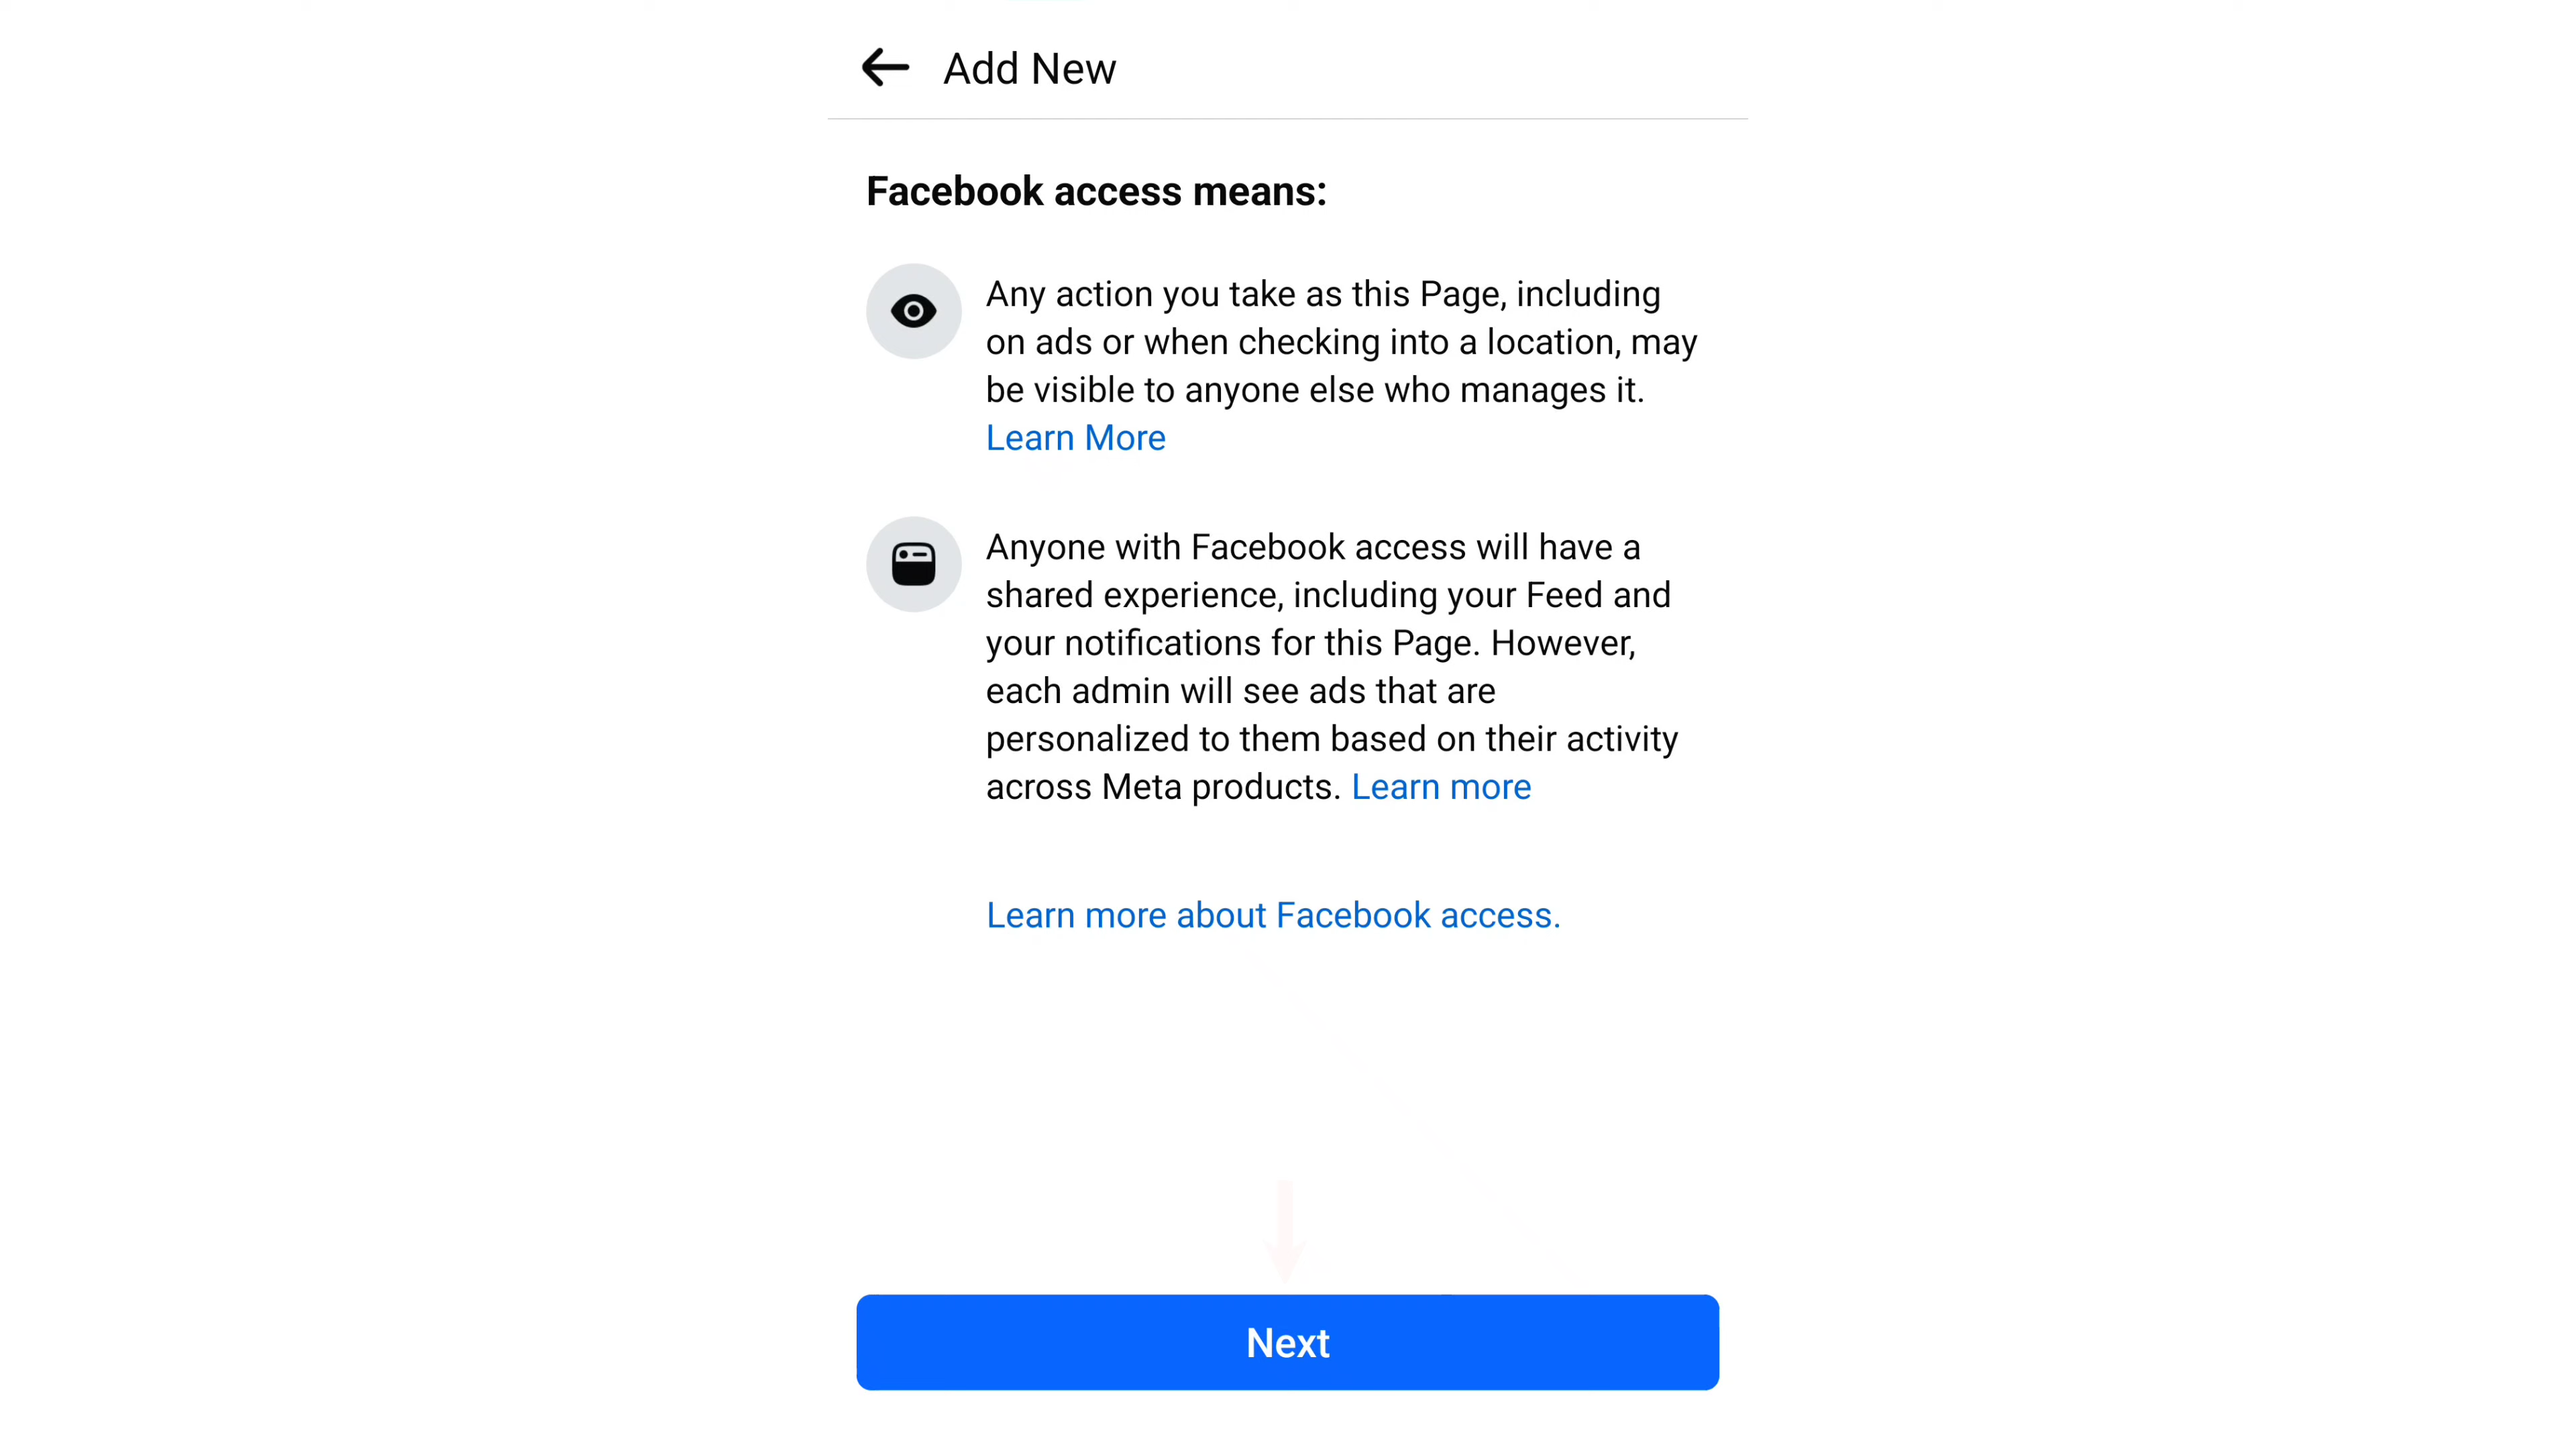 Add New
Facebook access means:
Any action you take as this Page, including
on ads or when checking into a location, may
be visible to anyone else who manages it.
Learn More
Anyone with Facebook access will have a
shared experience, including your Feed and
your notifications for this Page. However,
each admin will see ads that are
personalized to them based on their activity
across Meta products. Learn more
Learn more about Facebook access.
Next